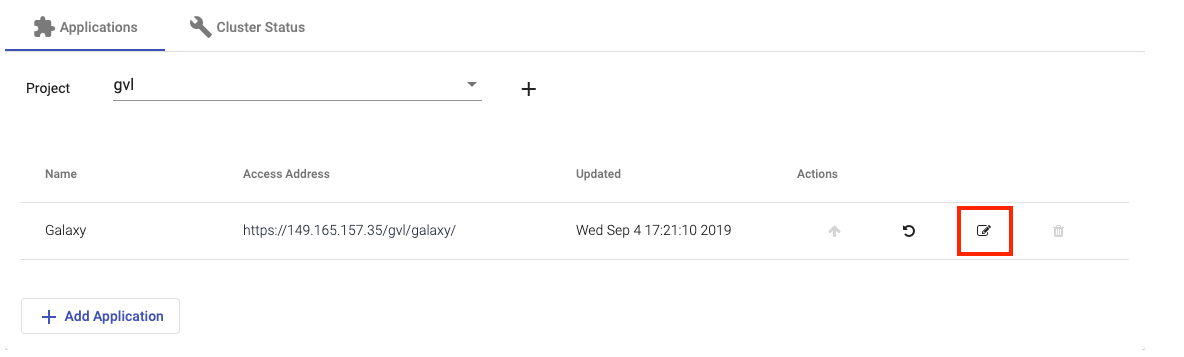 Applications Cluster Status
Project gvl
Name Access Address Updated Actions
Galaxy https://149.165.157.35/gvl/galaxy/ Wed Sep 4 17:21:10 2019
Add Application